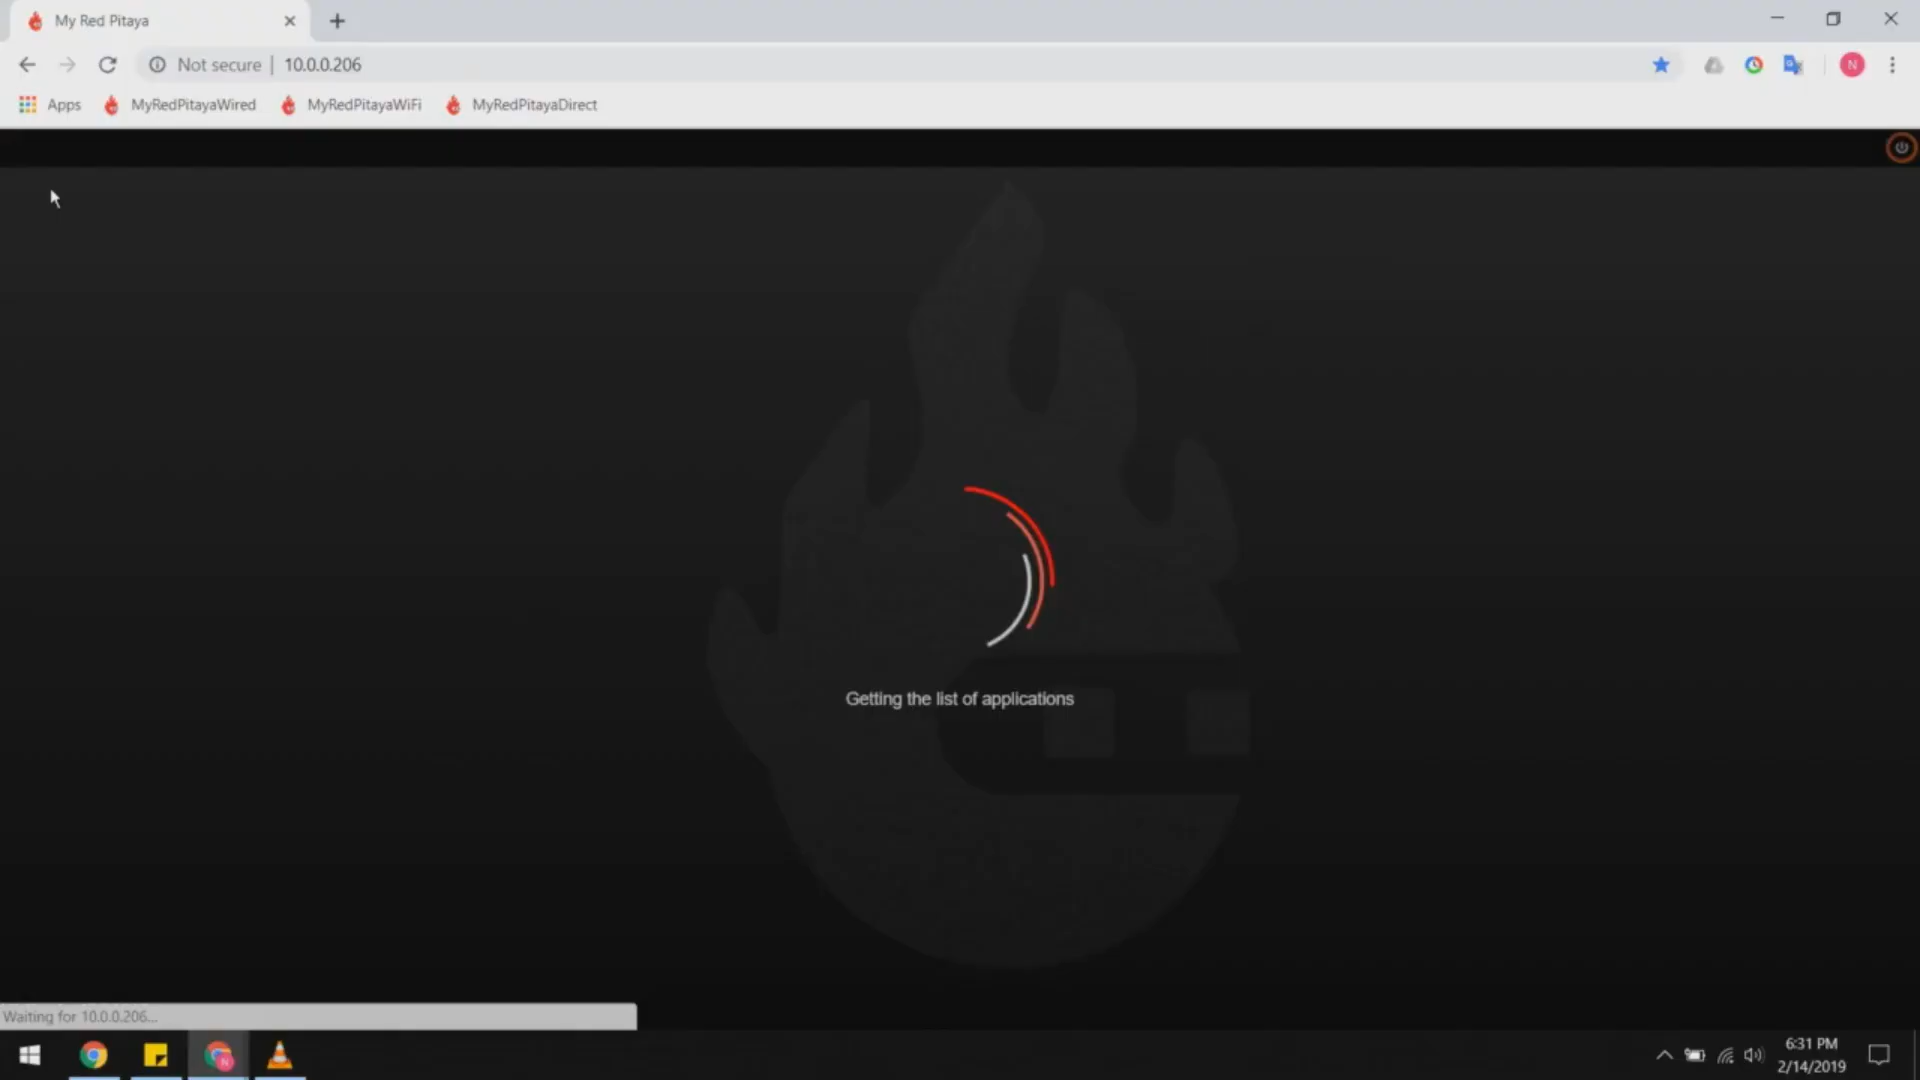 My Red Pitaya
Not secure | 10.0.0.206
N
Apps MyRedPitayaWired MyRedPitayaWiFi MyRedPitayaDirect
Getting the list of applications
Waiting for 10.0.0.206...
N
6:31 PM
2/14/2019